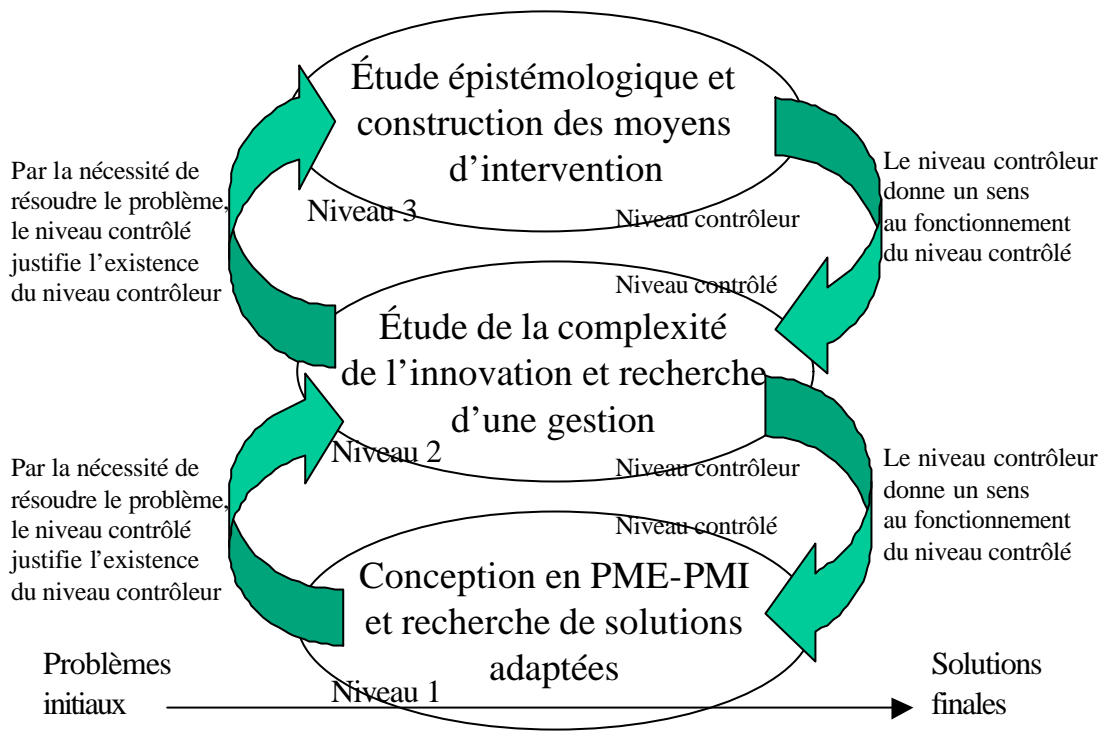 Étude épistémologique et
construction des moyens
d’intervention
Niveau 3
Niveau contrôleur
Par la nécessité de
résoudre le problème,
le niveau contrôlé
justifie l’existence
du niveau contrôleur
Le niveau contrôleur
donne un sens
au fonctionnement
du niveau contrôlé
Niveau contrôlé
Étude de la complexité
de l’innovation et recherche
d’une gestion
Niveau 2
Niveau contrôleur
Par la nécessité de
résoudre le problème,
le niveau contrôlé
justifie l’existence
du niveau contrôleur
Le niveau contrôleur
donne un sens
au fonctionnement
du niveau contrôlé
Niveau contrôlé
Conception en PME-PMI
et recherche de solutions
adaptées
Niveau 1
Problèmes
initiaux
Solutions
finales